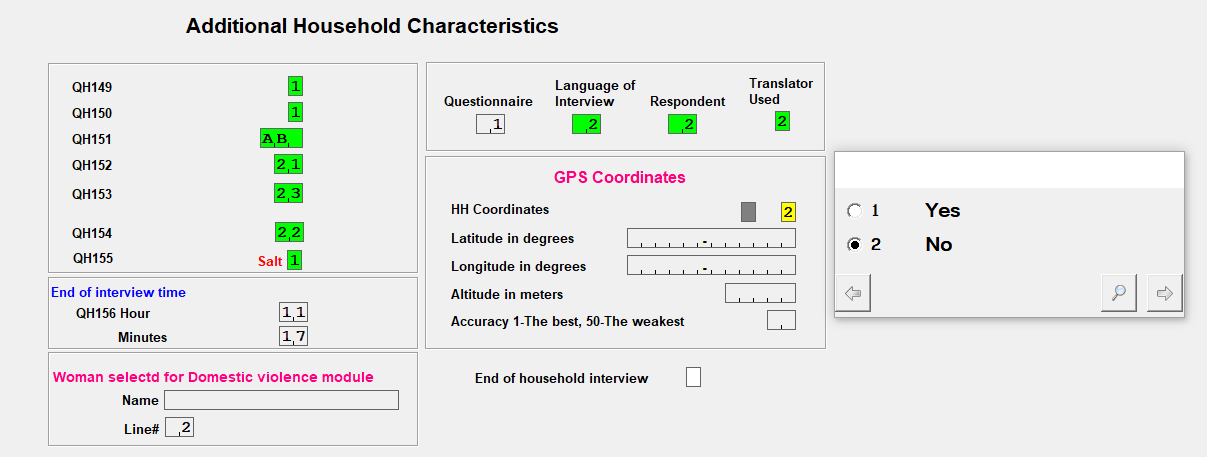 Additional Household Characteristics
QH149 1
QH150 1
QH151 A,B,
QH152 2,1
QH153 2,3
QH154 2,2
QH155 Salt 1
End of interview time
QH156 Hour 1,1
Minutes 1,7
Woman selectd for Domestic violence module
Name
Line# ,2
Questionnaire Language of Interview Respondent Translator Used
,1 ,2 ,2 2
GPS Coordinates
HH Coordinates 2
Latitude in degrees
Longitude in degrees
Altitude in meters
Accuracy 1-The best, 50-The weakest
End of household interview
1 Yes
2 No